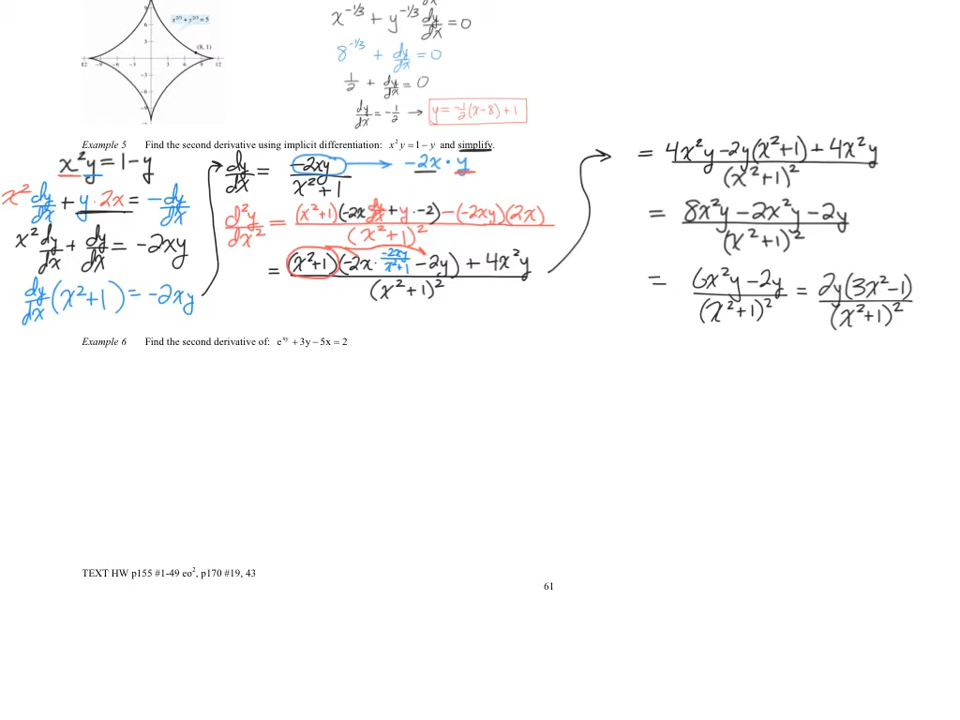 x^{2/3} + y^{2/3} = 5
(8, 1)
x^{-1/3} + y^{-1/3} dy/dx = 0
8^{-1/3} + dy/dx = 0
1/2 + dy/dx = 0
dy/dx = -1/2 → y = -1/2(x-8)+1
Example 5 Find the second derivative using implicit differentiation: x²y = 1 − y and simplify.
x²y = 1-y
x² dy/dx + y · 2x = -dy/dx
x² dy/dx + dy/dx = -2xy
dy/dx (x²+1) = -2xy
dy/dx = -2xy/(x²+1) → -2x · y
d²y/dx² = ((x²+1)(-2x dy/dx + y · -2) - (-2xy)(2x))/(x²+1)²
= ((x²+1)(-2x · -2xy/(x²+1) - 2y) + 4x²y)/(x²+1)²
= (4x²y - 2y(x²+1) + 4x²y)/(x²+1)²
= (8x²y - 2x²y - 2y)/(x²+1)²
= (6x²y - 2y)/(x²+1)² = 2y(3x²-1)/(x²+1)²
Example 6 Find the second derivative of: e^{xy} + 3y − 5x = 2
TEXT HW p155 #1-49 eo², p170 #19, 43
61